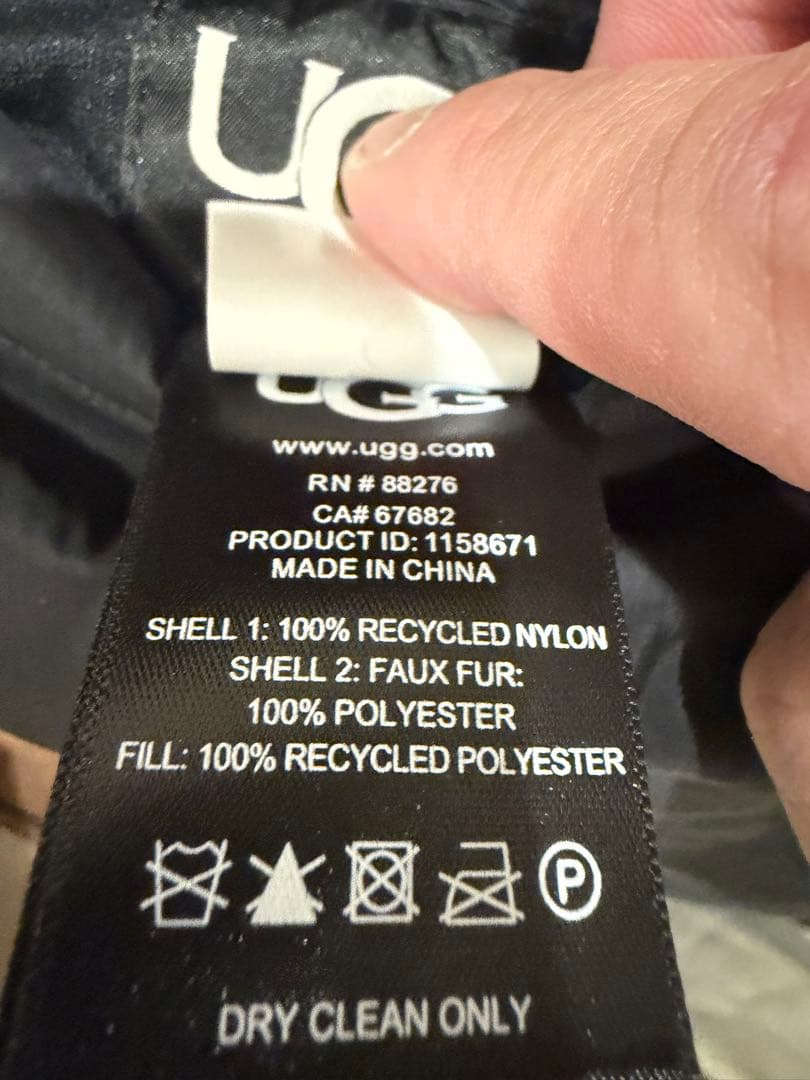 UGG
www.ugg.com
RN # 88276
CA# 67682
PRODUCT ID: 1158671
MADE IN CHINA
SHELL 1: 100% RECYCLED NYLON
SHELL 2: FAUX FUR:
100% POLYESTER
FILL: 100% RECYCLED POLYESTER
P
DRY CLEAN ONLY